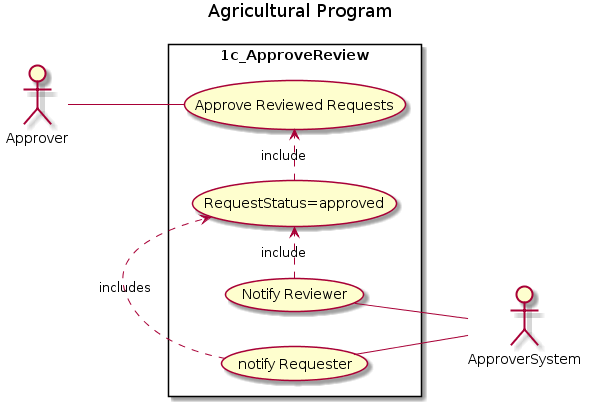 Agricultural Program
1c_ApproveReview
Approve Reviewed Requests
Approver
include
RequestStatus=approved
include
includes
Notify Reviewer
notify Requester
ApproverSystem